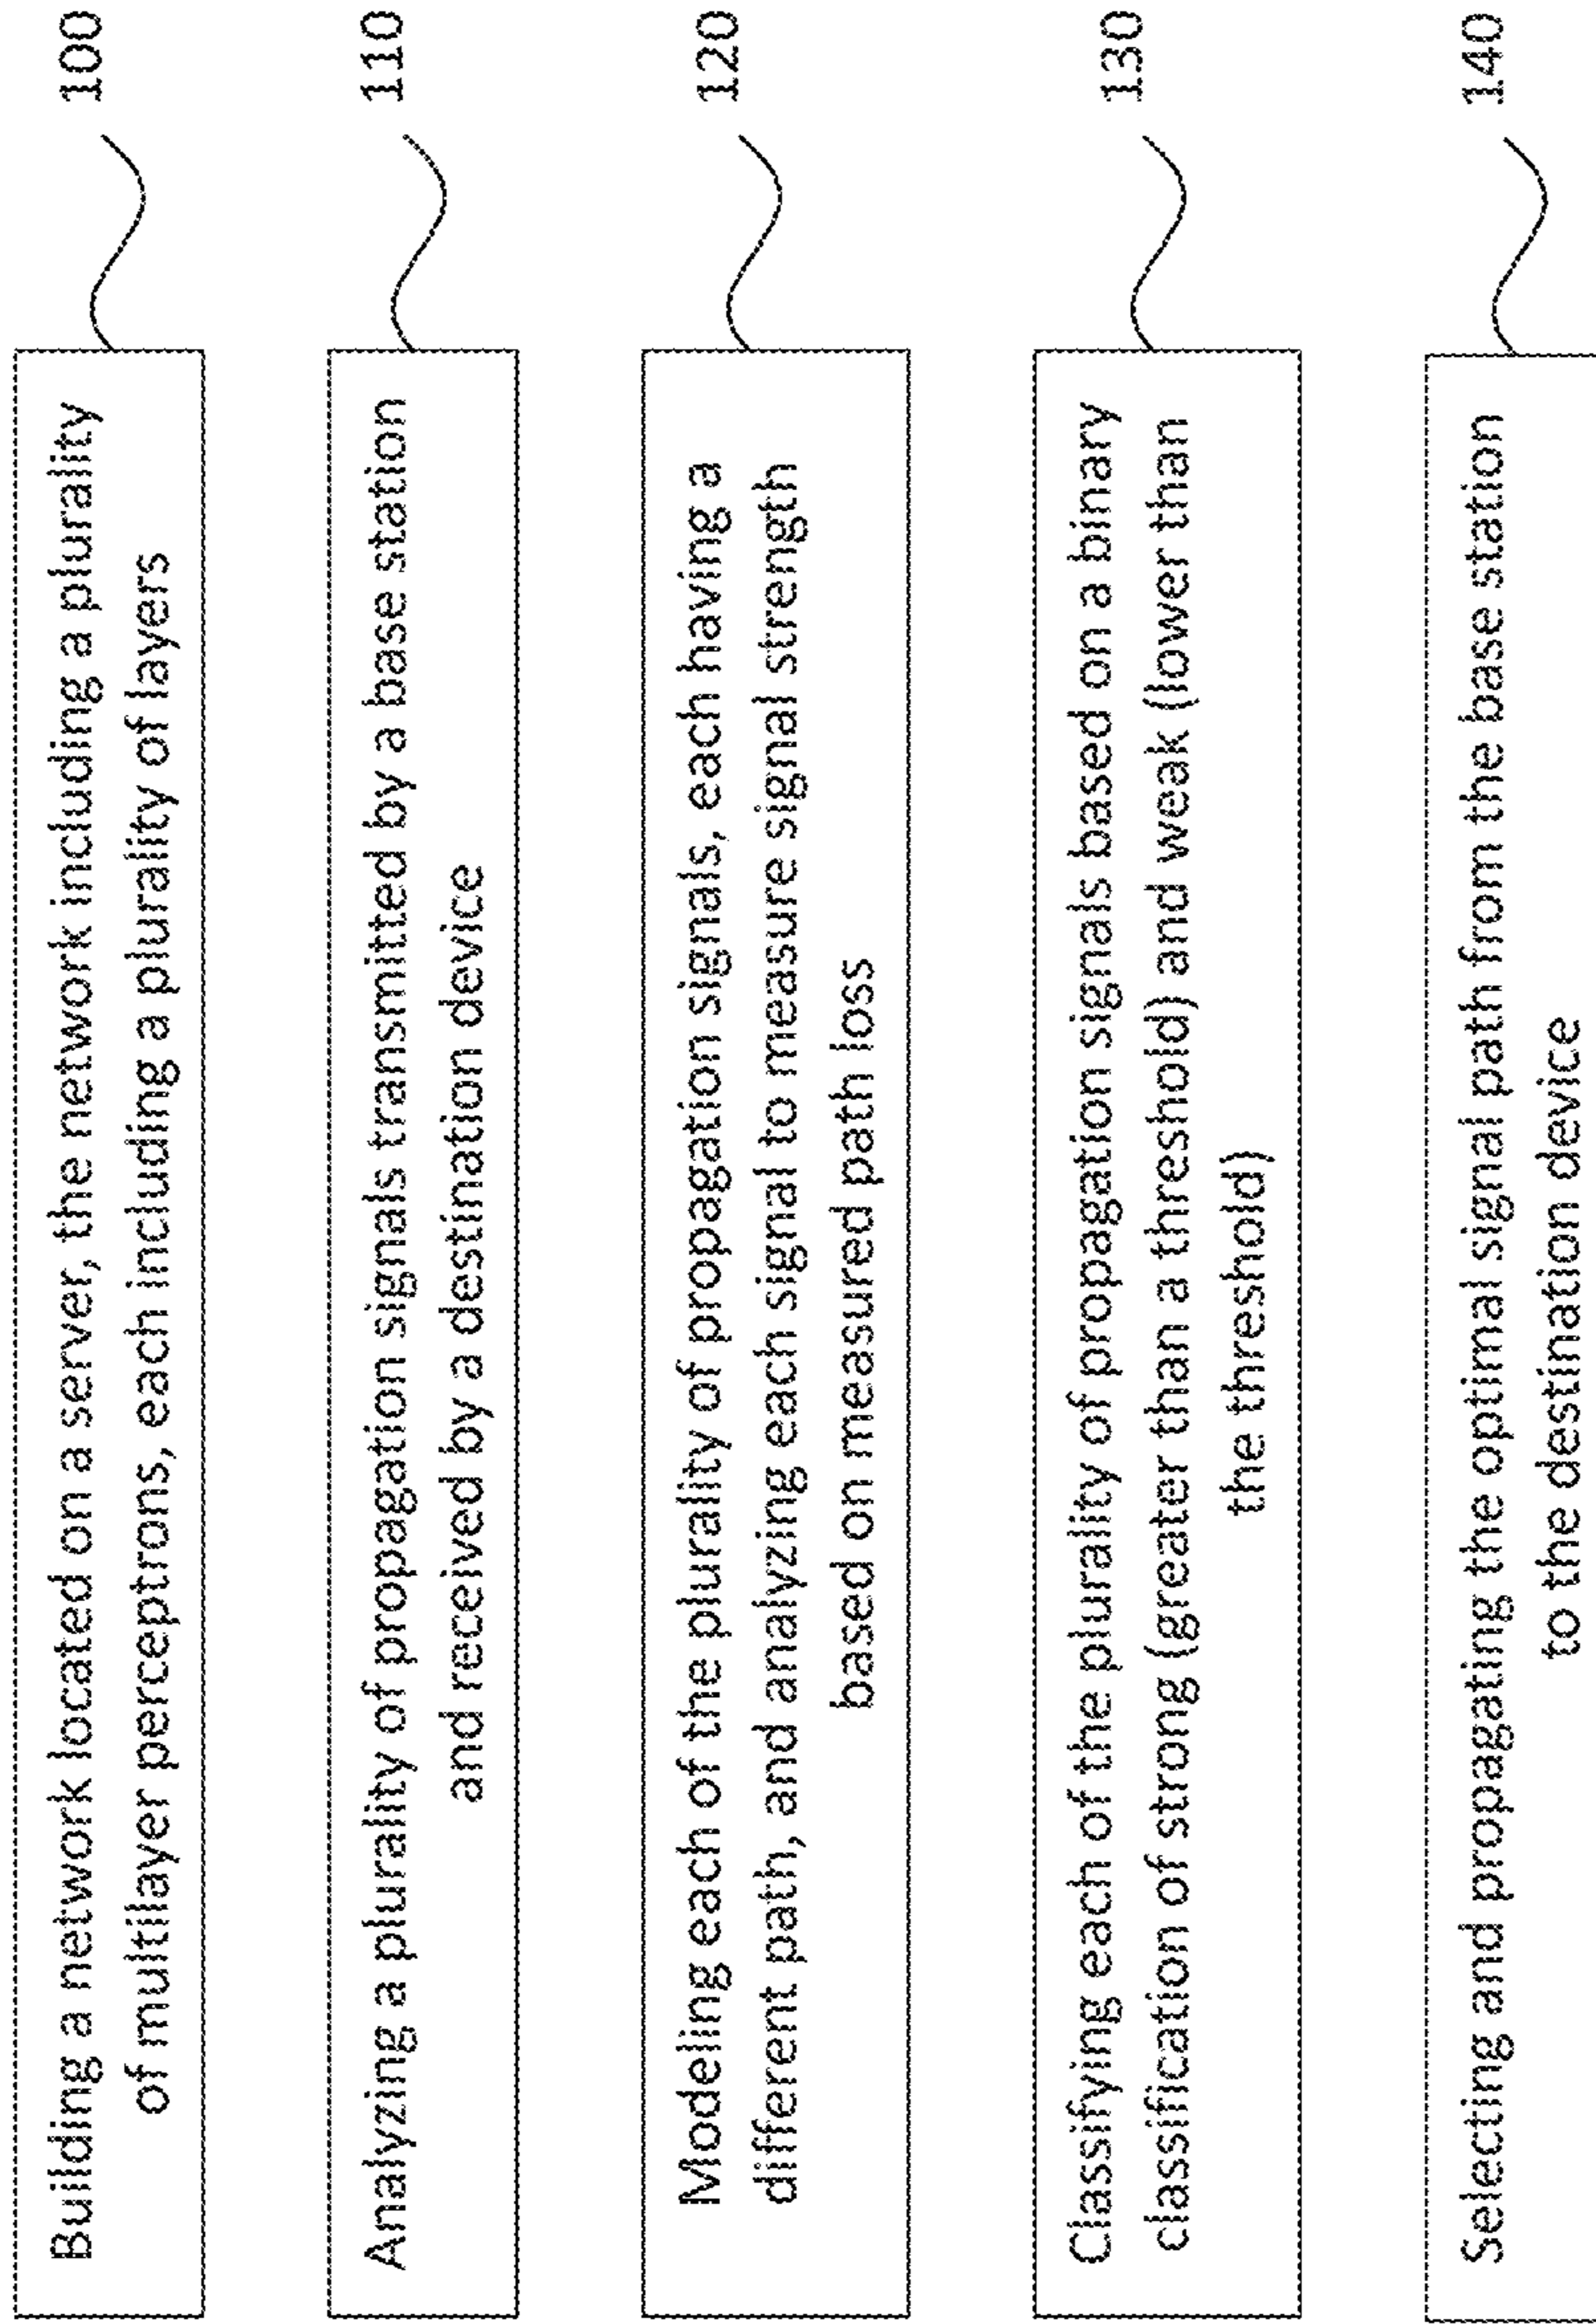 Building a network located on a server, the network including a plurality
of multilayer perceptrons, each including a plurality of layers
100
Analyzing a plurality of propagation signals transmitted by a base station
and received by a destination device
110
Modeling each of the plurality of propagation signals, each having a
different path, and analyzing each signal to measure signal strength
based on measured path loss
120
Classifying each of the plurality of propagation signals based on a binary
classification of strong (greater than a threshold) and weak (lower than
the threshold)
130
Selecting and propagating the optimal signal path from the base station
to the destination device
140